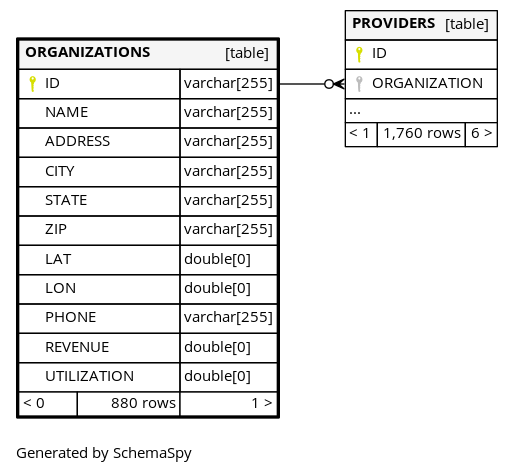 ORGANIZATIONS [table]
ID varchar[255]
NAME varchar[255]
ADDRESS varchar[255]
CITY varchar[255]
STATE varchar[255]
ZIP varchar[255]
LAT double[0]
LON double[0]
PHONE varchar[255]
REVENUE double[0]
UTILIZATION double[0]
< 0 880 rows 1 >
PROVIDERS [table]
ID
ORGANIZATION
...
< 1 1,760 rows 6 >
Generated by SchemaSpy